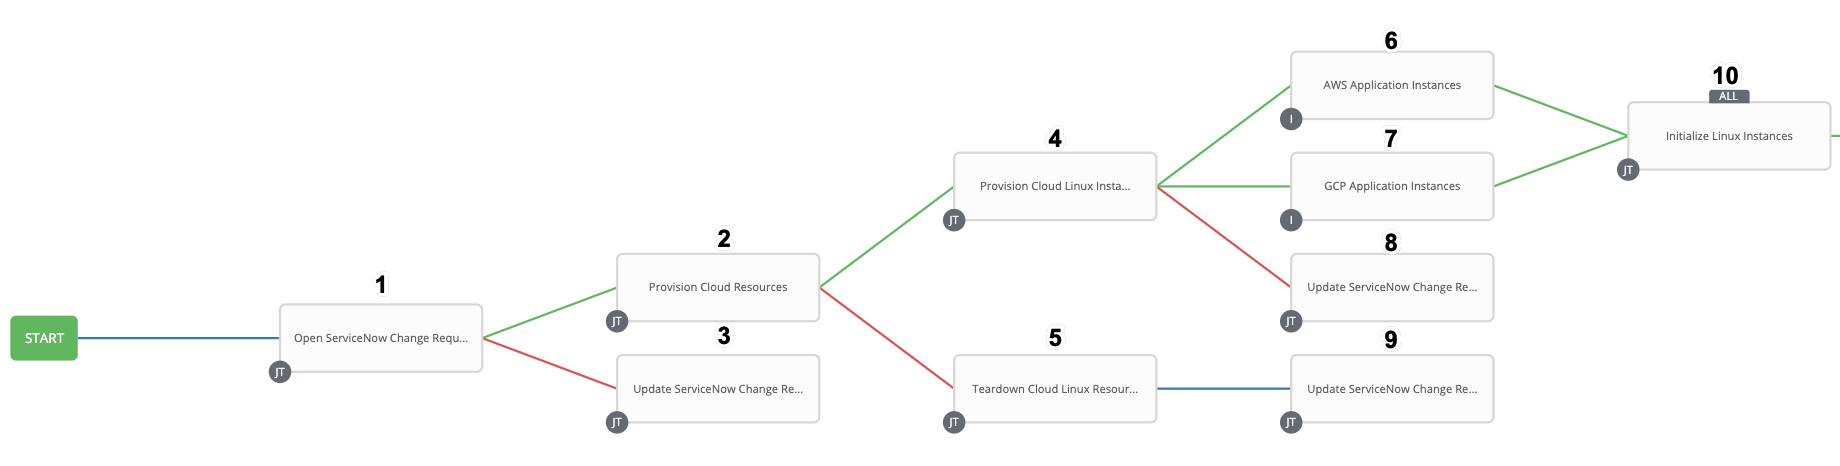 START
1
Open ServiceNow Change Requ...
JT
2
Provision Cloud Resources
JT
3
Update ServiceNow Change Re...
JT
4
Provision Cloud Linux Insta...
JT
5
Teardown Cloud Linux Resour...
JT
6
AWS Application Instances
I
7
GCP Application Instances
I
8
Update ServiceNow Change Re...
JT
9
Update ServiceNow Change Re...
JT
10
ALL
Initialize Linux Instances
JT